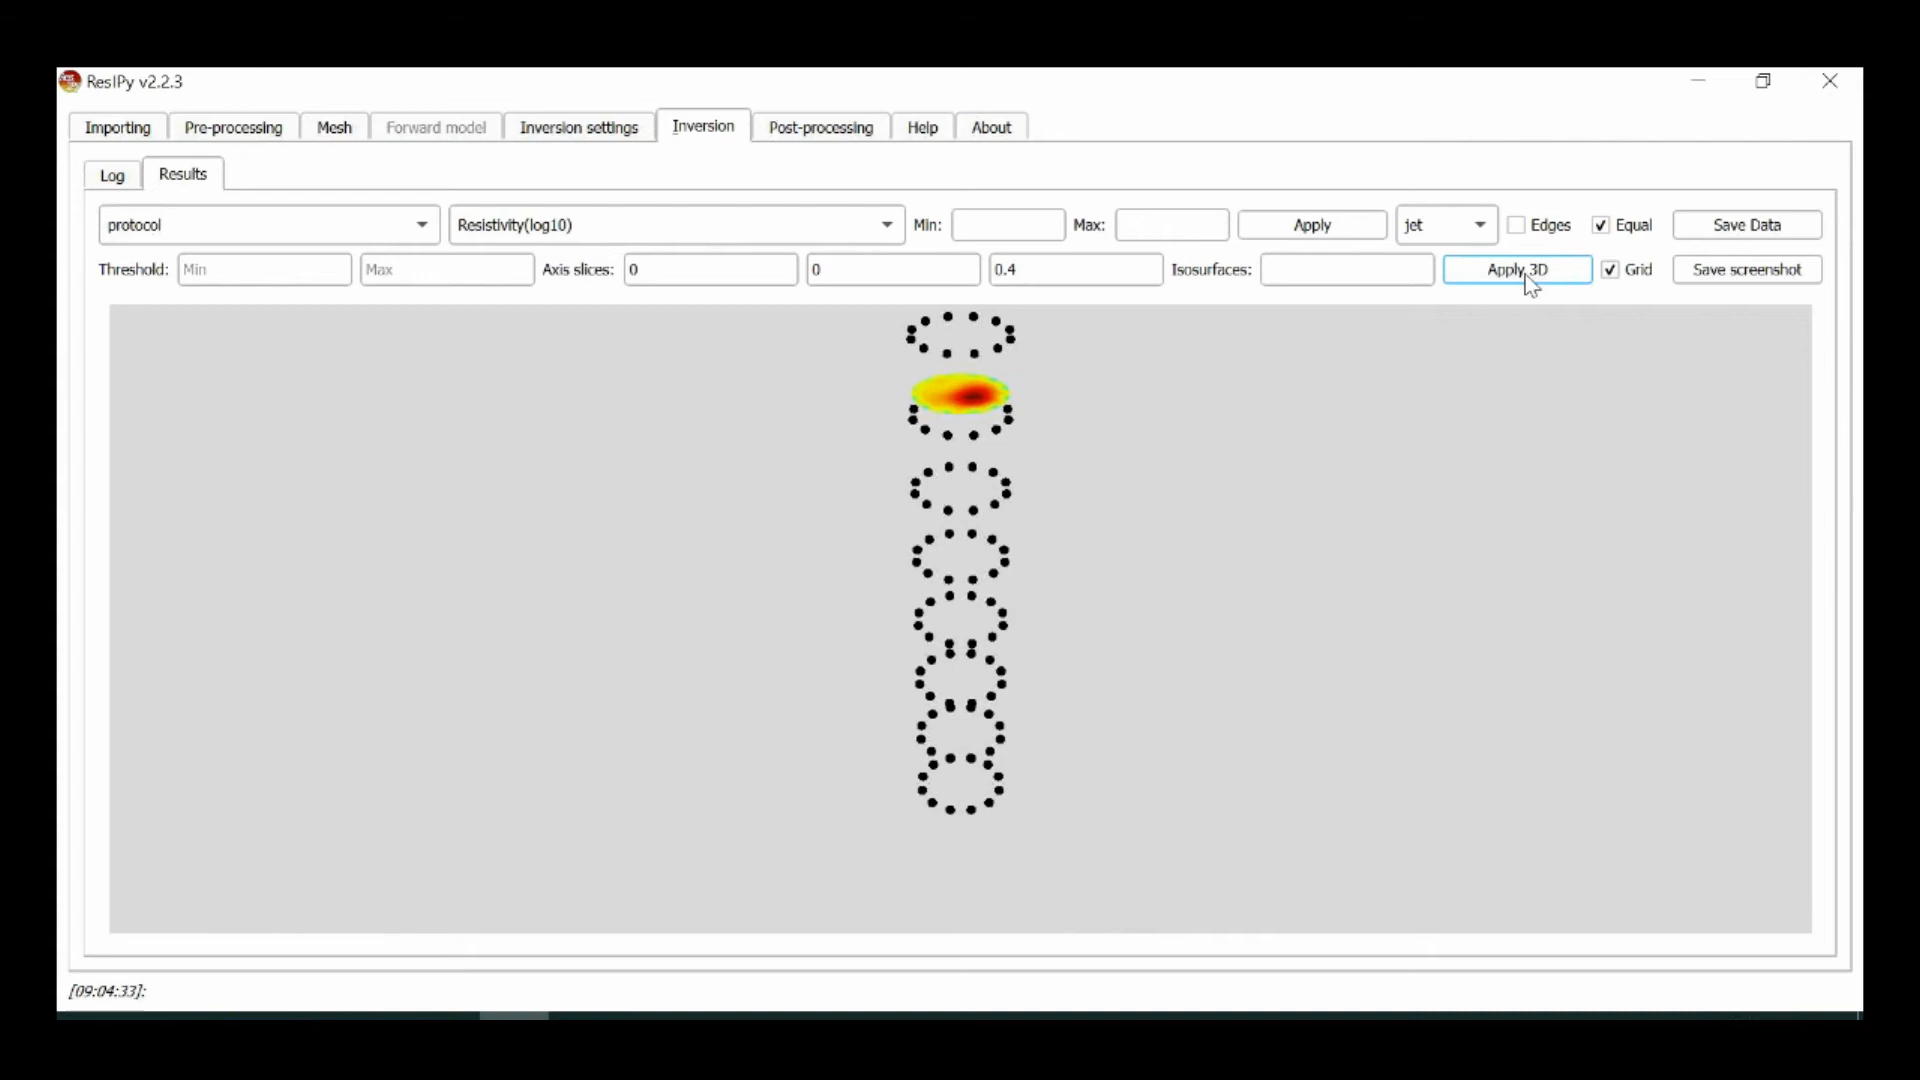 ResIPy v2.2.3
Importing Pre-processing Mesh Forward model Inversion settings Inversion Post-processing Help About
Log Results
protocol Resistivity(log10) Min: Max: Apply jet Edges Equal Save Data
Threshold: Min Max Axis slices: 0 0 0.4 Isosurfaces: Apply 3D Grid Save screenshot
[09:04:33]: